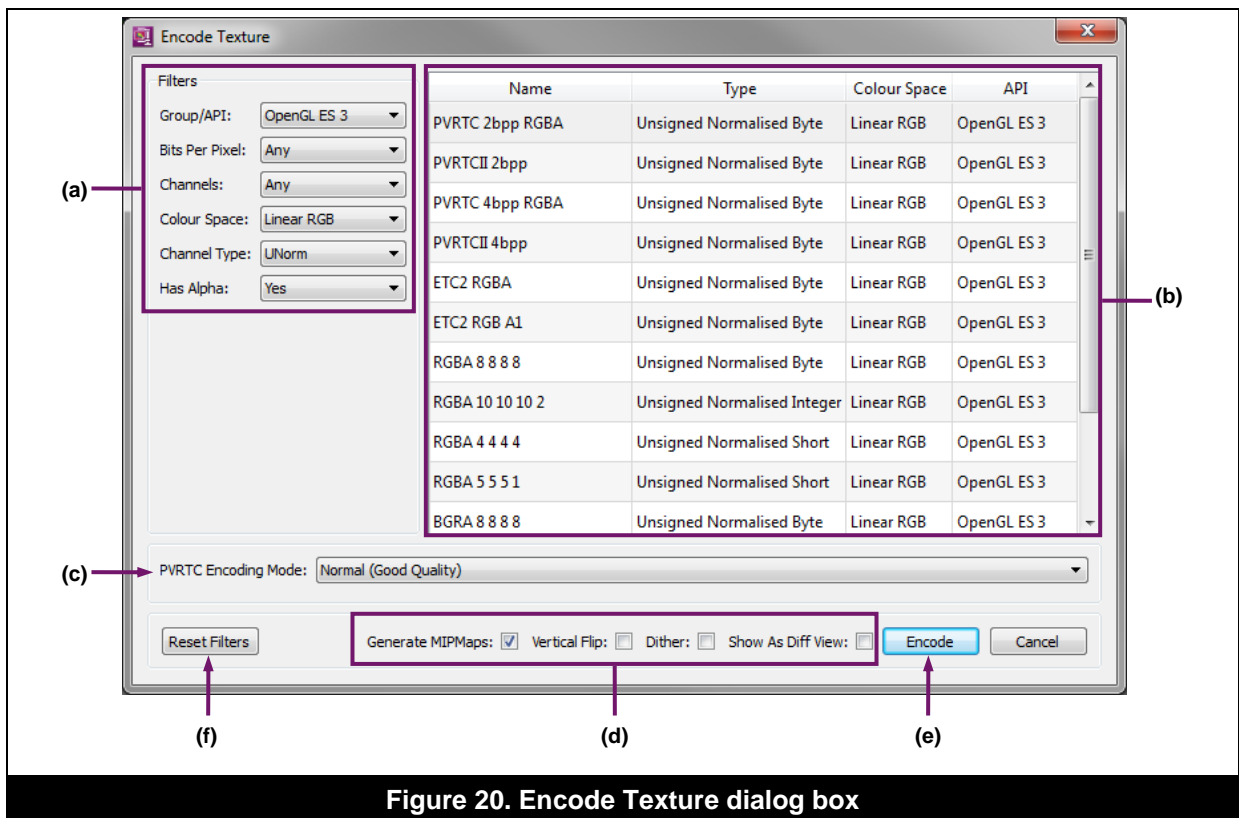 Encode Texture
Filters
Group/API: OpenGL ES 3
Bits Per Pixel: Any
Channels: Any
Colour Space: Linear RGB
Channel Type: UNorm
Has Alpha: Yes
(a)
Name Type Colour Space API
PVRTC 2bpp RGBA Unsigned Normalised Byte Linear RGB OpenGL ES 3
PVRTCII 2bpp Unsigned Normalised Byte Linear RGB OpenGL ES 3
PVRTC 4bpp RGBA Unsigned Normalised Byte Linear RGB OpenGL ES 3
PVRTCII 4bpp Unsigned Normalised Byte Linear RGB OpenGL ES 3
ETC2 RGBA Unsigned Normalised Byte Linear RGB OpenGL ES 3
ETC2 RGB A1 Unsigned Normalised Byte Linear RGB OpenGL ES 3
RGBA 8 8 8 8 Unsigned Normalised Byte Linear RGB OpenGL ES 3
RGBA 10 10 10 2 Unsigned Normalised Integer Linear RGB OpenGL ES 3
RGBA 4 4 4 4 Unsigned Normalised Short Linear RGB OpenGL ES 3
RGBA 5 5 5 1 Unsigned Normalised Short Linear RGB OpenGL ES 3
BGRA 8 8 8 8 Unsigned Normalised Byte Linear RGB OpenGL ES 3
(b)
(c) PVRTC Encoding Mode: Normal (Good Quality)
Reset Filters Generate MIPMaps: Vertical Flip: Dither: Show As Diff View: Encode Cancel
(f) (d) (e)
Figure 20. Encode Texture dialog box